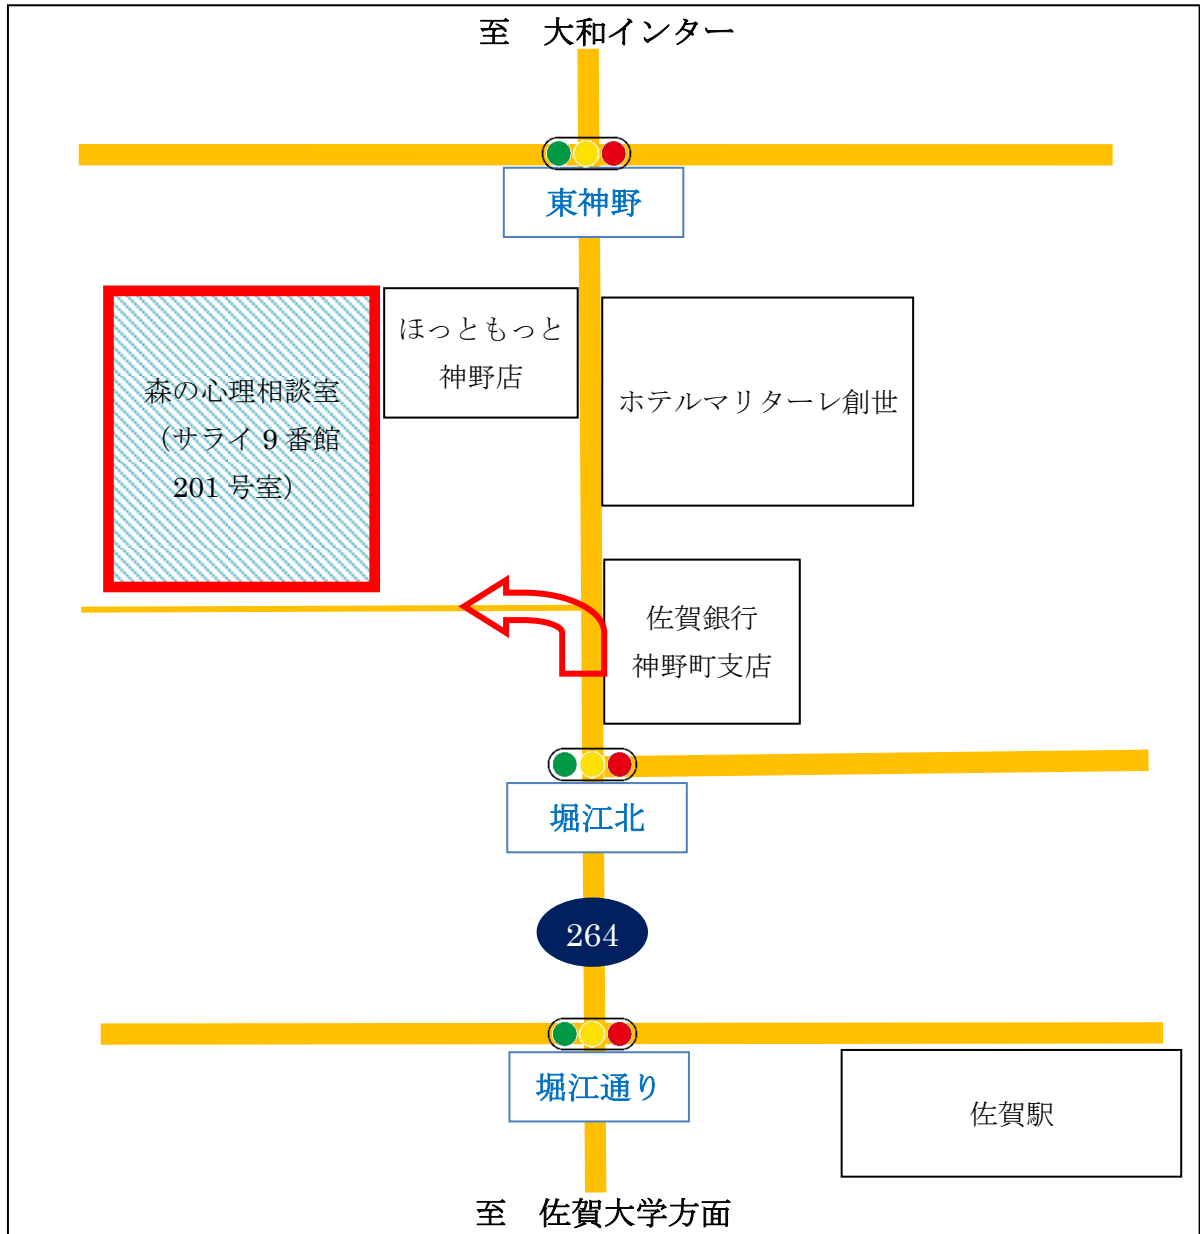 至　大和インター
東神野
ほっともっと
神野店
森の心理相談室
（サライ 9 番館
201 号室）
ホテルマリターレ創世
佐賀銀行
神野町支店
堀江北
264
堀江通り
佐賀駅
至　佐賀大学方面